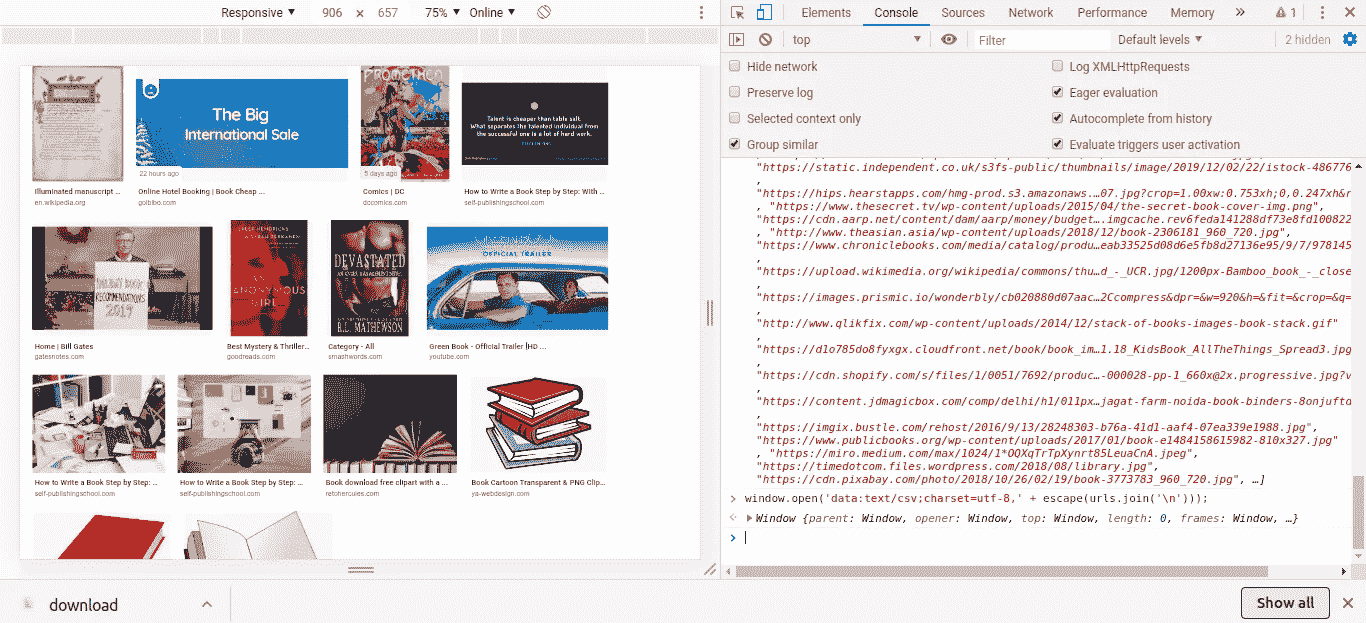 Responsive ▼ 906 × 657 75% ▼ Online ▼
Elements Console Sources Network Performance Memory » 1
top ▼ Filter Default levels ▼ 2 hidden
Hide network
Log XMLHttpRequests
Preserve log
Eager evaluation
Selected context only
Autocomplete from history
Group similar
Evaluate triggers user activation
The Big
International Sale
22 hours ago
5 days ago
Talent is cheaper than table salt.
What separates the talented individual from
the successful one is a lot of hard work.
Illuminated manuscript ...
en.wikipedia.org
Online Hotel Booking | Book Cheap ...
goibibo.com
Comics | DC
dccomics.com
How to Write a Book Step by Step: With ...
self-publishingschool.com
RECOMMENDATIONS
2019
AN
ANONYMOUS
GIRL
DEVASTATED
B.L. MATHEWSON
OFFICIAL TRAILER
Home | Bill Gates
gatesnotes.com
Best Mystery & Thriller...
goodreads.com
Category - All
smashwords.com
Green Book - Official Trailer [HD ...
youtube.com
How to Write a Book Step by Step: ...
self-publishingschool.com
How to Write a Book Step by Step: ...
self-publishingschool.com
Book download free clipart with a ...
retohercules.com
Book Cartoon Transparent & PNG Clip...
ya-webdesign.com
"https://static.independent.co.uk/s3fs-public/thumbnails/image/2019/12/02/22/istock-486776
,
"https://hips.hearstapps.com/hmg-prod.s3.amazonaws.…07.jpg?crop=1.00xw:0.753xh;0,0.247xh&r
, "https://www.thesecret.tv/wp-content/uploads/2015/04/the-secret-book-cover-img.png",
"https://cdn.aarp.net/content/dam/aarp/money/budget….imgcache.rev6feda141288df73e8fd100822
, "http://www.theasian.asia/wp-content/uploads/2018/12/book-2306181_960_720.jpg",
"https://www.chroniclebooks.com/media/catalog/produ…eab33525d08d6e5fb8d27136e95/9/7/978145
,
"https://upload.wikimedia.org/wikipedia/commons/thu…d_-_UCR.jpg/1200px-Bamboo_book_-_close
,
"https://images.prismic.io/wonderbly/cb020880d07aac…2Ccompress&dpr=&w=920&h=&fit=&crop=&q=
,
"http://www.qlikfix.com/wp-content/uploads/2014/12/stack-of-books-images-book-stack.gif"
,
"https://d1o785do8fyxgx.cloudfront.net/book/book_im…1.18_KidsBook_AllTheThings_Spread3.jpg
,
"https://cdn.shopify.com/s/files/1/0051/7692/produc…-000028-pp-1_660x@2x.progressive.jpg?v
,
"https://content.jdmagicbox.com/comp/delhi/h1/011px…jagat-farm-noida-book-binders-8onjuftd
,
"https://imgix.bustle.com/rehost/2016/9/13/28248303-b76a-41d1-aaf4-07ea339e1988.jpg",
"https://www.publicbooks.org/wp-content/uploads/2017/01/book-e1484158615982-810x327.jpg"
, "https://miro.medium.com/max/1024/1*OQXqTrTpXynrt85LeuaCnA.jpeg",
"https://timedotcom.files.wordpress.com/2018/08/library.jpg",
"https://cdn.pixabay.com/photo/2018/10/26/02/19/book-3773783_960_720.jpg", …]
> window.open('data:text/csv;charset=utf-8,' + escape(urls.join('\n')));
Window {parent: Window, opener: Window, top: Window, length: 0, frames: Window, …}
>
download
Show all